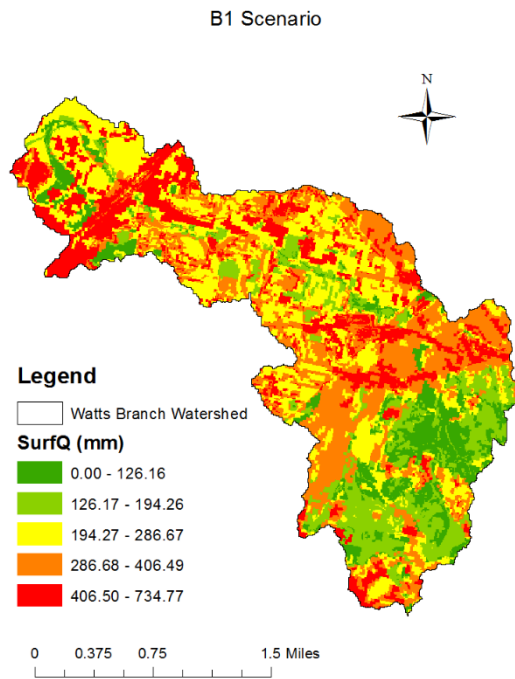 B1 Scenario
N
Legend
Watts Branch Watershed
SurfQ (mm)
0.00 - 126.16
126.17 - 194.26
194.27 - 286.67
286.68 - 406.49
406.50 - 734.77
0 0.375 0.75 1.5 Miles